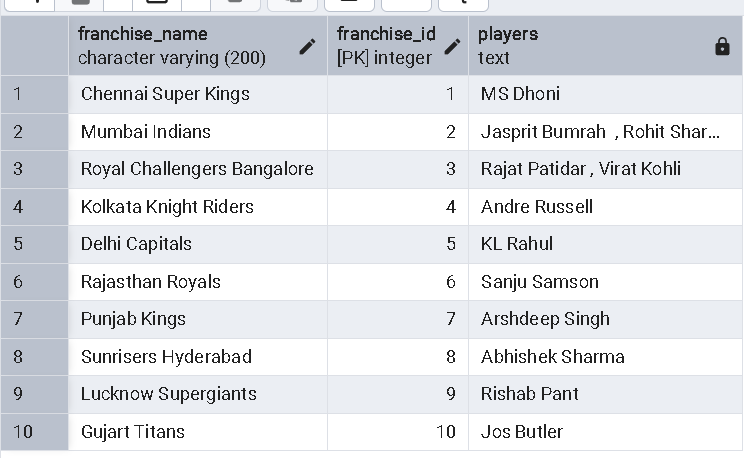 franchise_name franchise_id players
character varying (200) [PK] integer text
1 Chennai Super Kings 1 MS Dhoni
2 Mumbai Indians 2 Jasprit Bumrah , Rohit Shar...
3 Royal Challengers Bangalore 3 Rajat Patidar , Virat Kohli
4 Kolkata Knight Riders 4 Andre Russell
5 Delhi Capitals 5 KL Rahul
6 Rajasthan Royals 6 Sanju Samson
7 Punjab Kings 7 Arshdeep Singh
8 Sunrisers Hyderabad 8 Abhishek Sharma
9 Lucknow Supergiants 9 Rishab Pant
10 Gujart Titans 10 Jos Butler